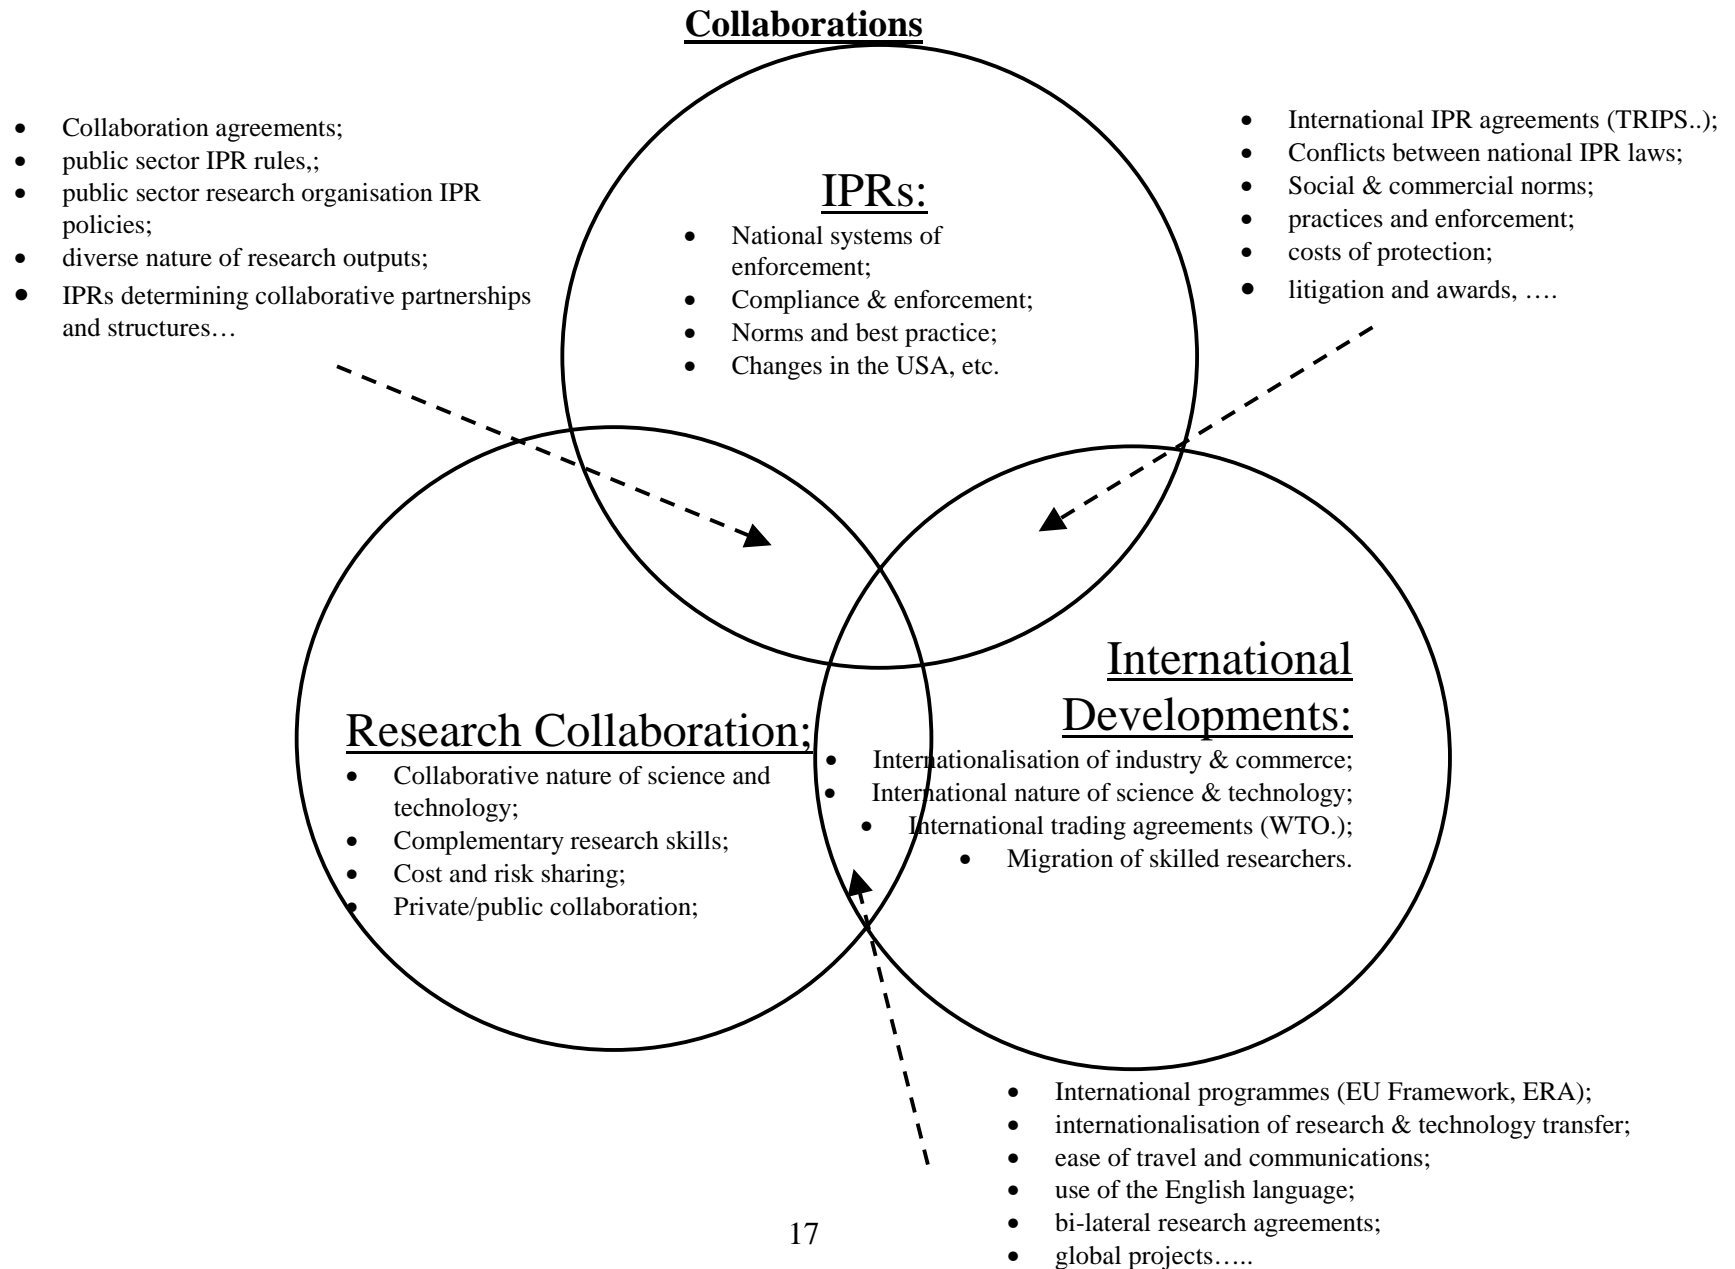 Collaborations
• Collaboration agreements;
• public sector IPR rules,;
• public sector research organisation IPR
policies;
• diverse nature of research outputs;
• IPRs determining collaborative partnerships
and structures…
• International IPR agreements (TRIPS..);
• Conflicts between national IPR laws;
• Social & commercial norms;
• practices and enforcement;
• costs of protection;
• litigation and awards, ….
IPRs:
• National systems of
enforcement;
• Compliance & enforcement;
• Norms and best practice;
• Changes in the USA, etc.
Research Collaboration;
• Collaborative nature of science and
technology;
• Complementary research skills;
• Cost and risk sharing;
• Private/public collaboration;
International
Developments:
• Internationalisation of industry & commerce;
• International nature of science & technology;
• International trading agreements (WTO.);
• Migration of skilled researchers.
• International programmes (EU Framework, ERA);
• internationalisation of research & technology transfer;
• ease of travel and communications;
• use of the English language;
• bi-lateral research agreements;
• global projects…..
17